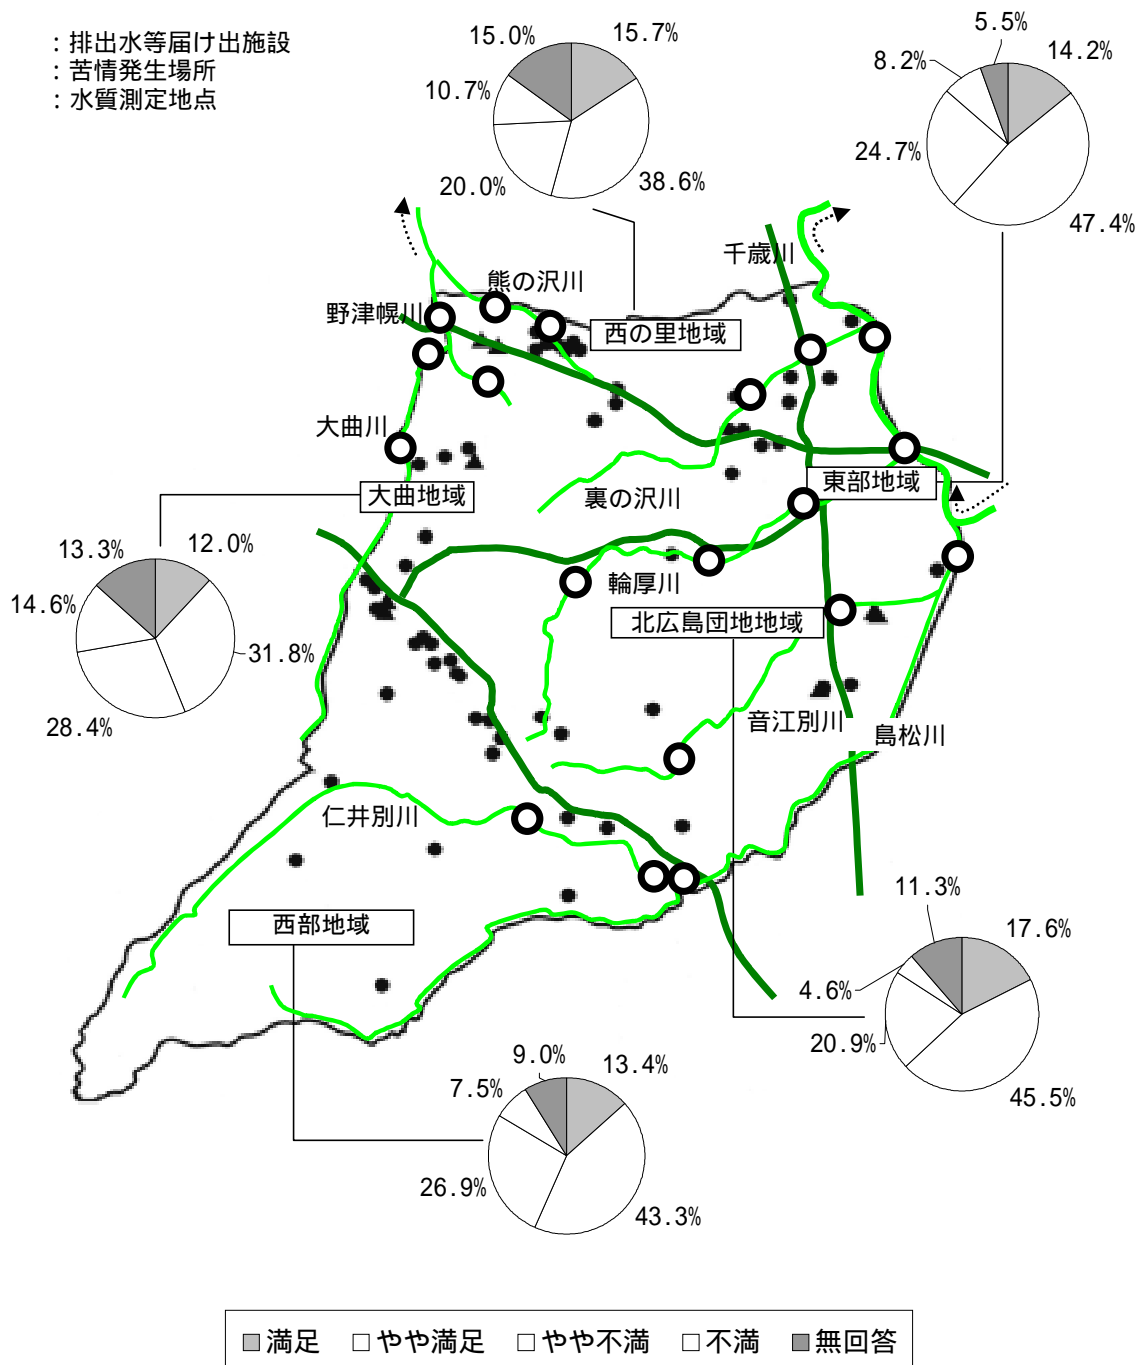 ：排出水等届け出施設
：苦情発生場所
：水質測定地点
15.0%
15.7%
10.7%
20.0%
38.6%
5.5%
14.2%
8.2%
24.7%
47.4%
千歳川
熊の沢川
野津幌川
西の里地域
大曲川
大曲地域
裏の沢川
東部地域
13.3%
12.0%
14.6%
31.8%
28.4%
輪厚川
北広島団地地域
音江別川
島松川
仁井別川
西部地域
11.3%
17.6%
4.6%
20.9%
45.5%
9.0%
13.4%
7.5%
26.9%
43.3%
満足 やや満足 やや不満 不満 無回答